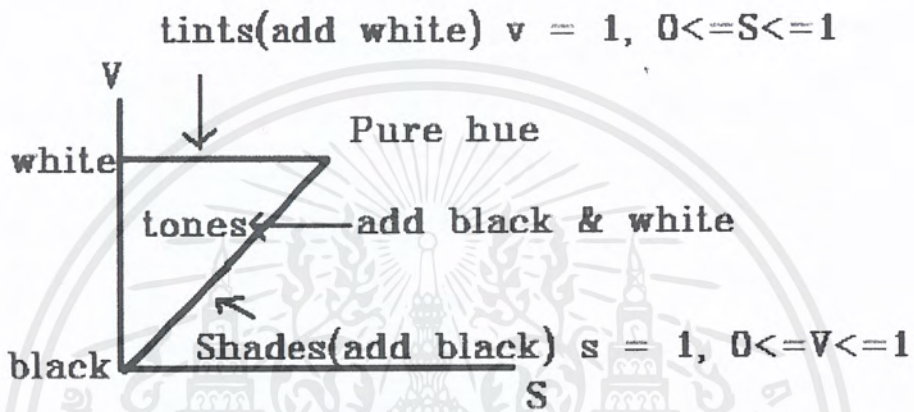 tints(add white) v = 1, 0<=S<=1
V
Pure hue
white
tones
add black & white
Shades(add black) s = 1, 0<=V<=1
black
S